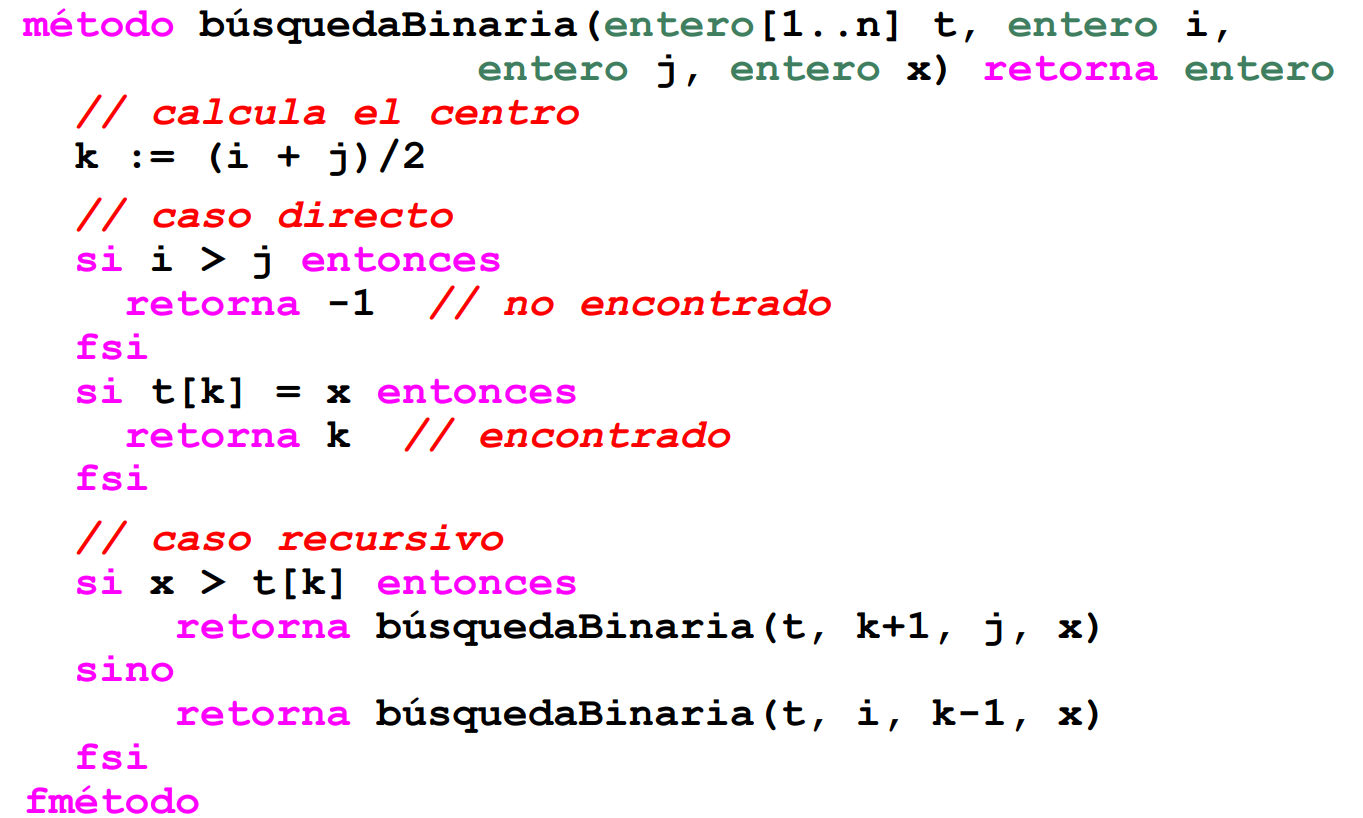 método búsquedaBinaria(entero[1..n] t, entero i,
entero j, entero x) retorna entero
// calcula el centro
k := (i + j)/2
// caso directo
si i > j entonces
retorna -1 // no encontrado
fsi
si t[k] = x entonces
retorna k // encontrado
fsi
// caso recursivo
si x > t[k] entonces
retorna búsquedaBinaria(t, k+1, j, x)
sino
retorna búsquedaBinaria(t, i, k-1, x)
fsi
fmétodo